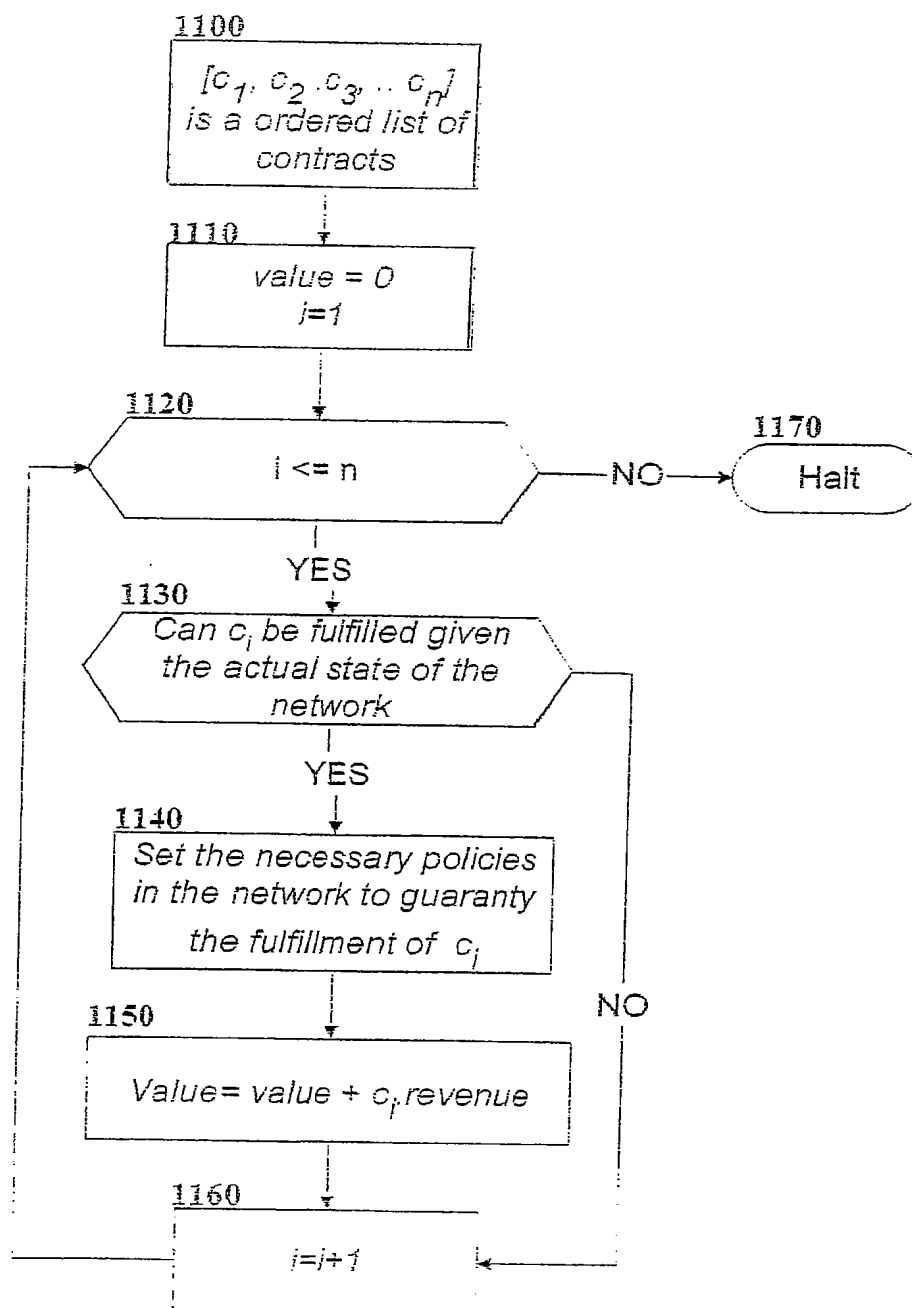 1100
[c1, c2 .c3, .. cn]
is a ordered list of
contracts
1110
value = 0
i=1
1120
i <= n
NO
1170
Halt
YES
1130
Can ci be fulfilled given
the actual state of the
network
YES
1140
Set the necessary policies
in the network to guaranty
the fulfillment of ci
NO
1150
Value= value + ci.revenue
1160
i=i+1